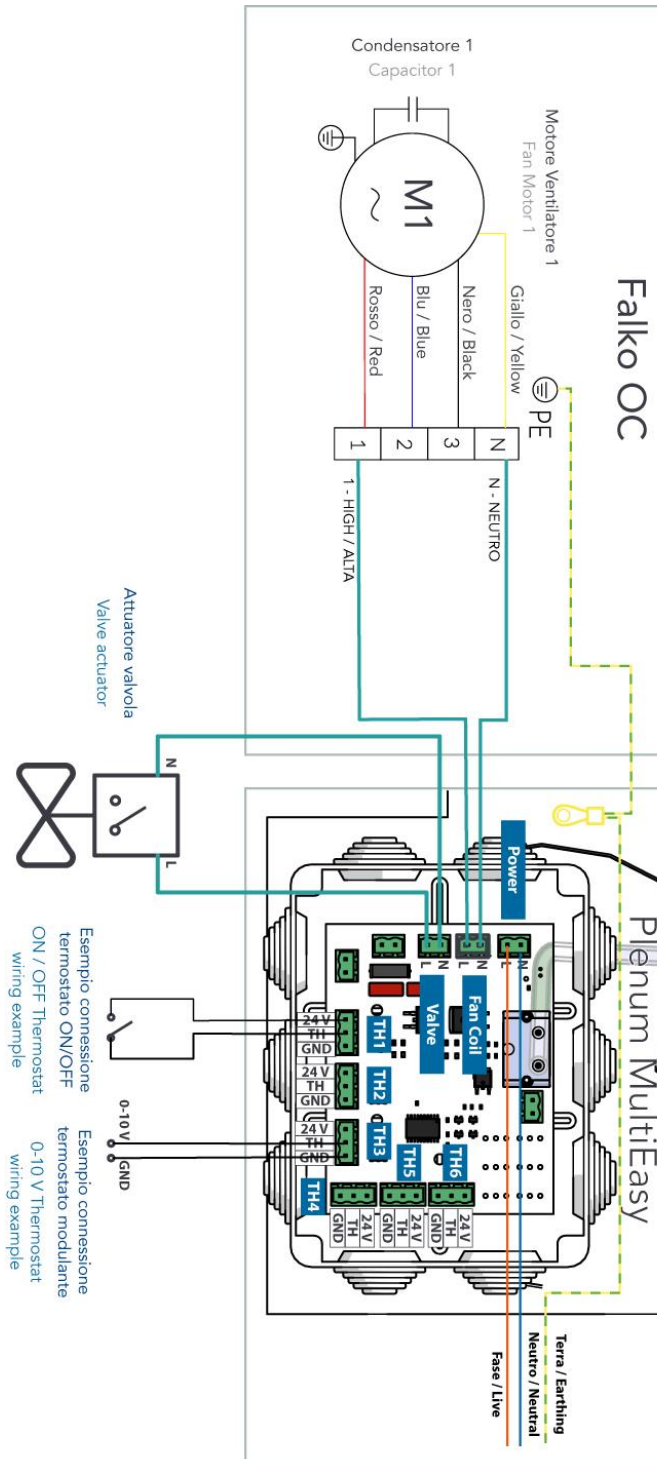 Condensatore 1
Capacitor 1
Motore Ventilatore 1
Fan Motor 1
Falko OC
M1
Giallo / Yellow
Nero / Black
Blu / Blue
Rosso / Red
PE
N
3
2
1
N - NEUTRO
1 - HIGH / ALTA
Attuatore valvola
Valve actuator
N
L
Plenum MultiEasy
Power
Fan Coil
Valve
N
L
N
L
N
L
TH1
24 V
TH
GND
TH2
24 V
TH
GND
TH3
24 V
TH
GND
TH4
24 V
TH
GND
TH5
24 V
TH
GND
TH6
24 V
TH
GND
Esempio connessione
termostato ON/OFF
ON / OFF Thermostat
wiring example
0-10 V
GND
Esempio connessione
termostato modulante
0-10 V Thermostat
wiring example
Terra / Earthing
Neutro / Neutral
Fase / Live